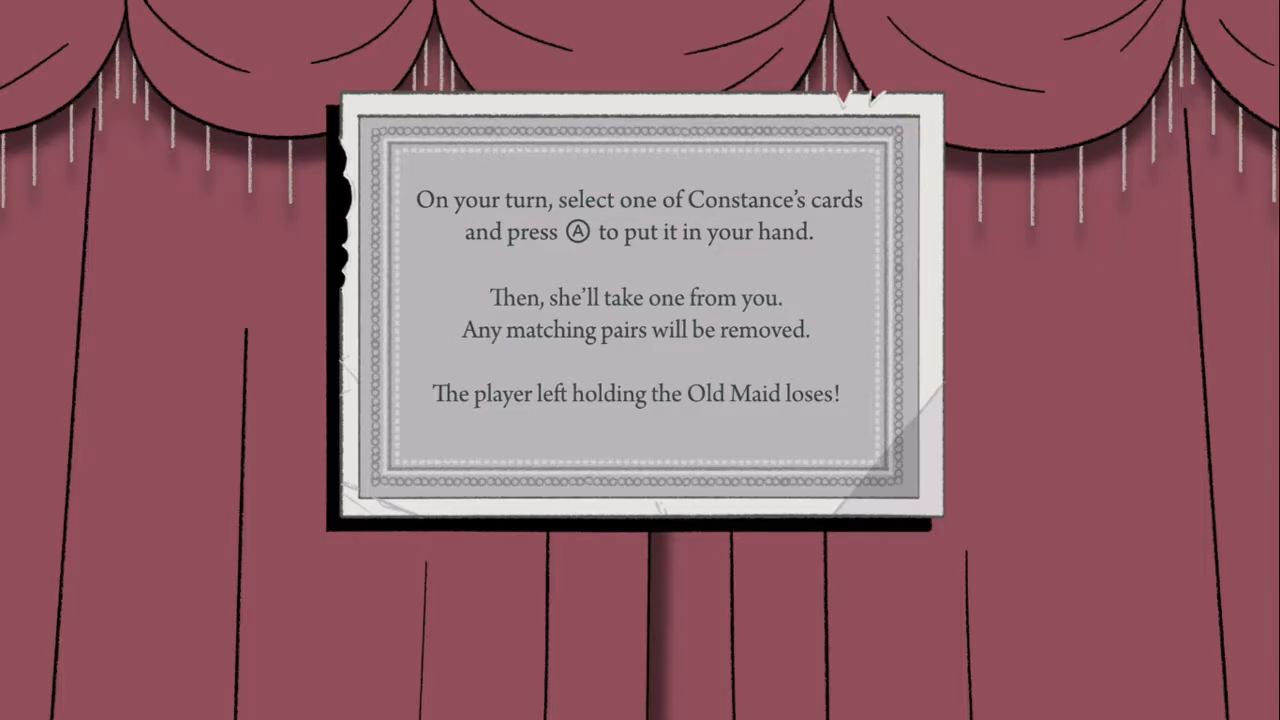 On your turn, select one of Constance’s cards
and press Ⓐ to put it in your hand.
Then, she’ll take one from you.
Any matching pairs will be removed.
The player left holding the Old Maid loses!